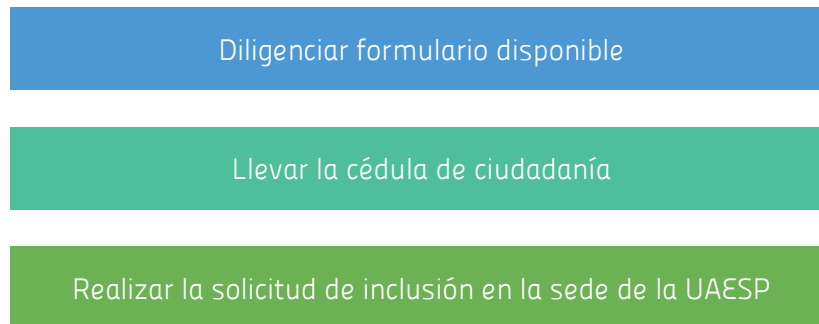 Diligenciar formulario disponible
Llevar la cédula de ciudadanía
Realizar la solicitud de inclusión en la sede de la UAESP